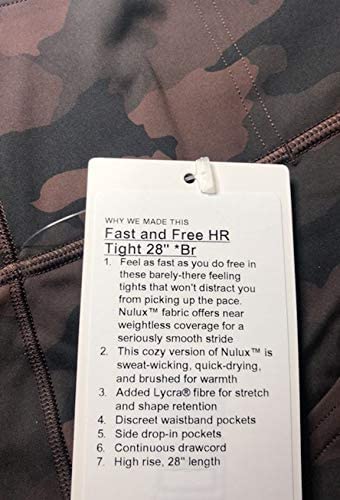 WHY WE MADE THIS
Fast and Free HR
Tight 28" *Br
1. Feel as fast as you do free in
these barely-there feeling
tights that won't distract you
from picking up the pace.
Nulux™ fabric offers near
weightless coverage for a
seriously smooth stride
2. This cozy version of Nulux™ is
sweat-wicking, quick-drying,
and brushed for warmth
3. Added Lycra® fibre for stretch
and shape retention
4. Discreet waistband pockets
5. Side drop-in pockets
6. Continuous drawcord
7. High rise, 28" length